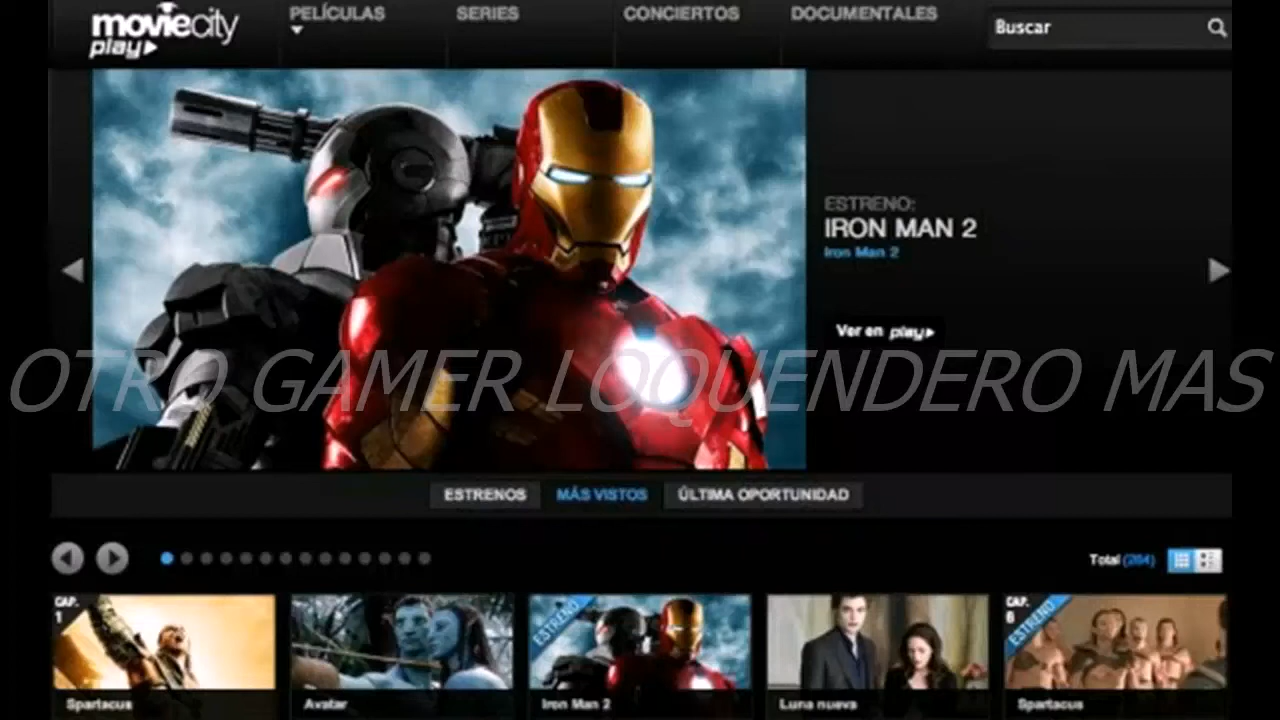 moviecity
play
PELÍCULAS
SERIES
CONCIERTOS
DOCUMENTALES
Buscar
ESTRENO:
IRON MAN 2
Iron Man 2
Ver en play
OTRO GAMER LOQUENDERO MAS
ESTRENOS
MÁS VISTOS
ÚLTIMA OPORTUNIDAD
Total (264)
CAP.
1
ESTRENO
CAP.
6
ESTRENO
Spartacus
Avatar
Iron Man 2
Luna nueva
Spartacus